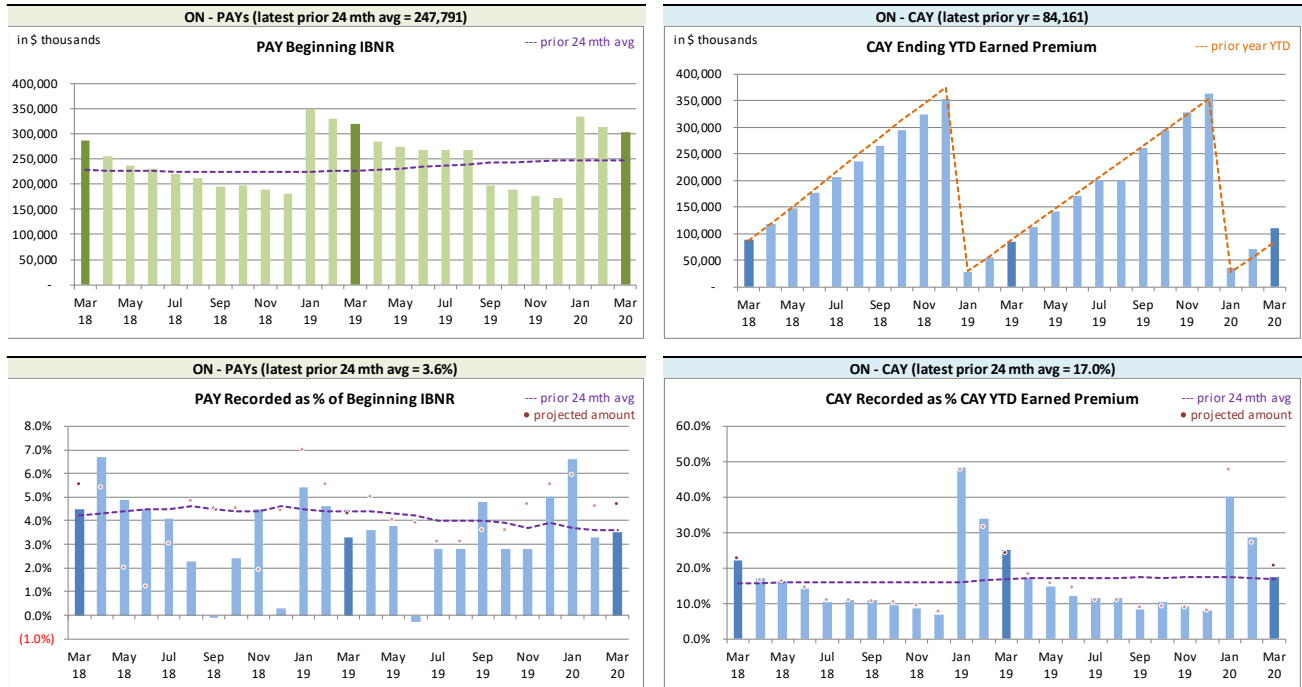 ON - PAYs (latest prior 24 mth avg = 247,791)
in $ thousands
PAY Beginning IBNR
--- prior 24 mth avg
400,000
350,000
300,000
250,000
200,000
150,000
100,000
50,000
-
Mar May Jul Sep Nov Jan Mar May Jul Sep Nov Jan Mar
18 18 18 18 18 19 19 19 19 19 19 20 20
ON - CAY (latest prior yr = 84,161)
in $ thousands
CAY Ending YTD Earned Premium
--- prior year YTD
400,000
350,000
300,000
250,000
200,000
150,000
100,000
50,000
-
Mar May Jul Sep Nov Jan Mar May Jul Sep Nov Jan Mar
18 18 18 18 18 19 19 19 19 19 19 20 20
ON - PAYs (latest prior 24 mth avg = 3.6%)
PAY Recorded as % of Beginning IBNR
--- prior 24 mth avg
• projected amount
8.0%
7.0%
6.0%
5.0%
4.0%
3.0%
2.0%
1.0%
0.0%
(1.0%)
Mar May Jul Sep Nov Jan Mar May Jul Sep Nov Jan Mar
18 18 18 18 18 19 19 19 19 19 19 20 20
ON - CAY (latest prior 24 mth avg = 17.0%)
CAY Recorded as % CAY YTD Earned Premium
--- prior 24 mth avg
• projected amount
60.0%
50.0%
40.0%
30.0%
20.0%
10.0%
0.0%
Mar May Jul Sep Nov Jan Mar May Jul Sep Nov Jan Mar
18 18 18 18 18 19 19 19 19 19 19 20 20